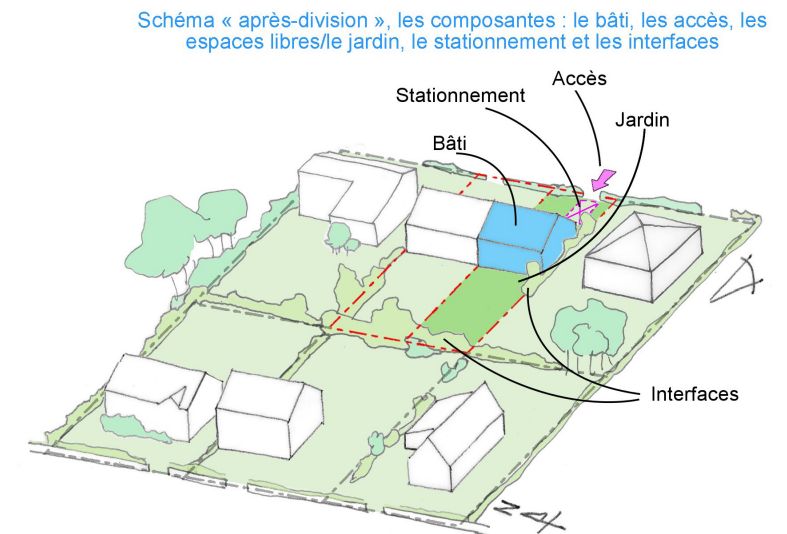 Schéma « après-division », les composantes : le bâti, les accès, les
espaces libres/le jardin, le stationnement et les interfaces
Accès
Stationnement
Jardin
Bâti
Interfaces